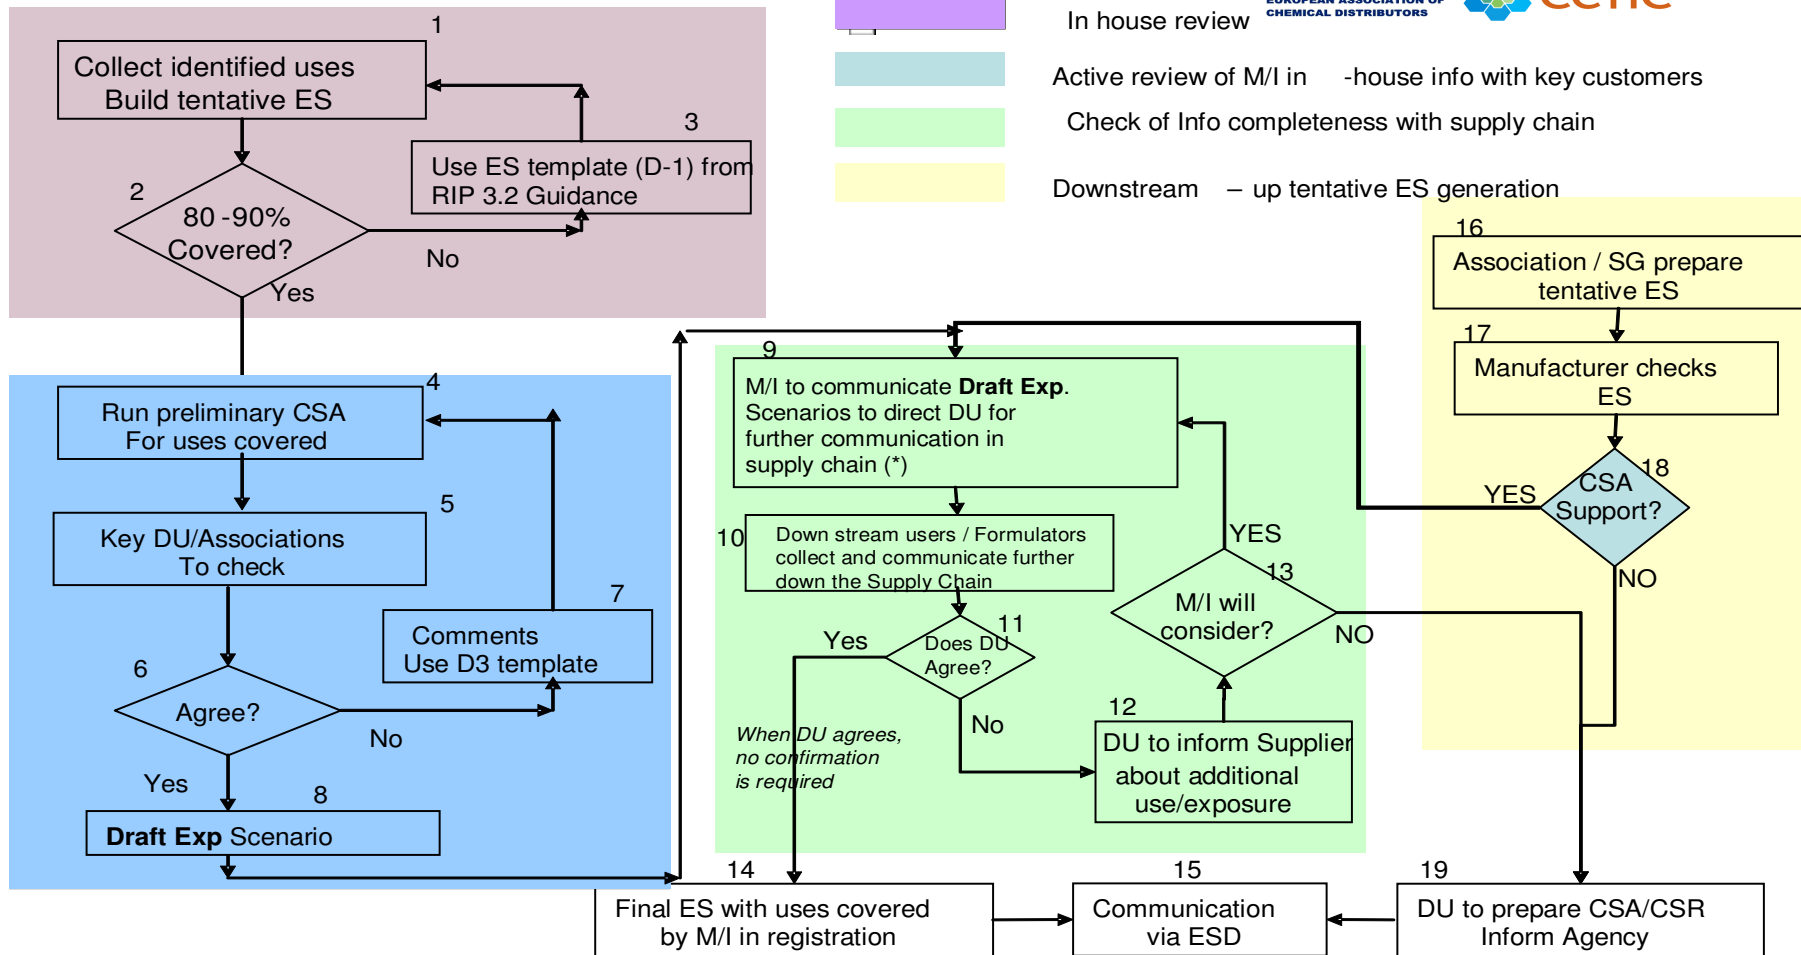 EUROPEAN ASSOCIATION OF
CHEMICAL DISTRIBUTORS
cefic
In house review
Active review of M/I in -house info with key customers
Check of Info completeness with supply chain
Downstream – up tentative ES generation
1
Collect identified uses
Build tentative ES
3
Use ES template (D-1) from
RIP 3.2 Guidance
2
80 -90%
Covered?
No
Yes
4
Run preliminary CSA
For uses covered
5
Key DU/Associations
To check
7
Comments
Use D3 template
6
Agree?
No
Yes
8
Draft Exp Scenario
9
M/I to communicate Draft Exp.
Scenarios to direct DU for
further communication in
supply chain (*)
10
Down stream users / Formulators
collect and communicate further
down the Supply Chain
11
Does DU
Agree?
Yes
No
When DU agrees,
no confirmation
is required
12
DU to inform Supplier
about additional
use/exposure
13
M/I will
consider?
YES
NO
16
Association / SG prepare
tentative ES
17
Manufacturer checks
ES
18
CSA
Support?
YES
NO
14
Final ES with uses covered
by M/I in registration
15
Communication
via ESD
19
DU to prepare CSA/CSR
Inform Agency